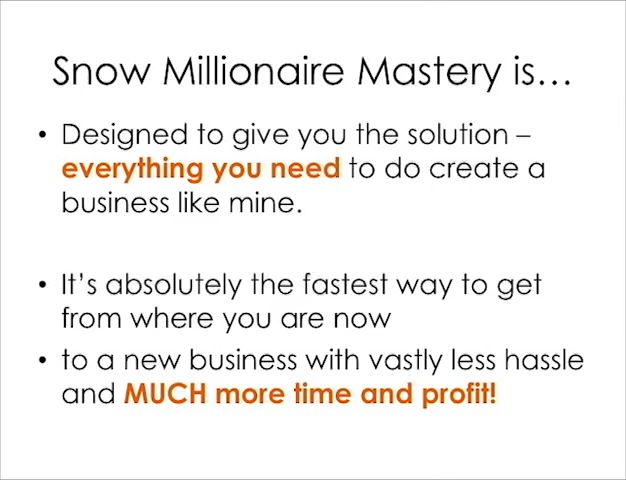 Snow Millionaire Mastery is…
• Designed to give you the solution –
everything you need to do create a
business like mine.
• It's absolutely the fastest way to get
from where you are now
• to a new business with vastly less hassle
and MUCH more time and profit!